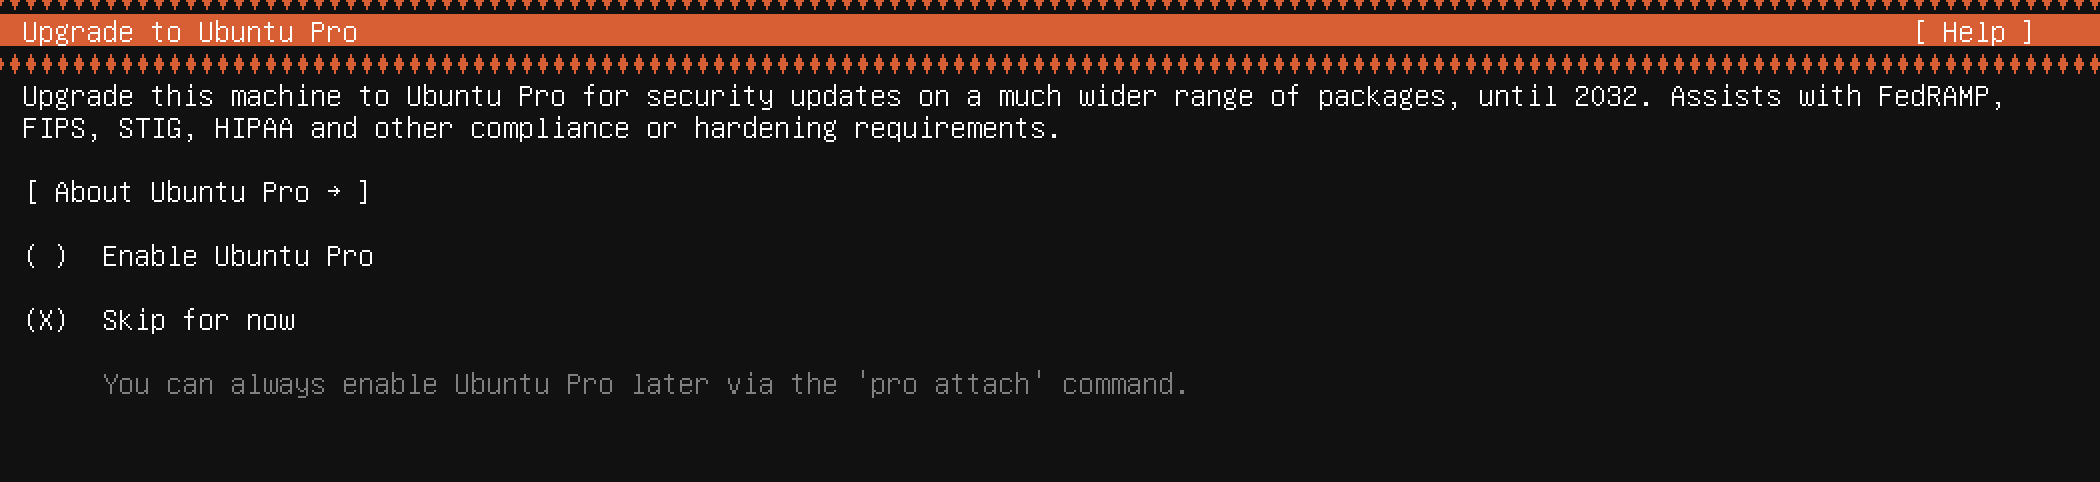 Upgrade to Ubuntu Pro [ Help ]
Upgrade this machine to Ubuntu Pro for security updates on a much wider range of packages, until 2032. Assists with FedRAMP,
FIPS, STIG, HIPAA and other compliance or hardening requirements.
[ About Ubuntu Pro → ]
( ) Enable Ubuntu Pro
(X) Skip for now
You can always enable Ubuntu Pro later via the 'pro attach' command.